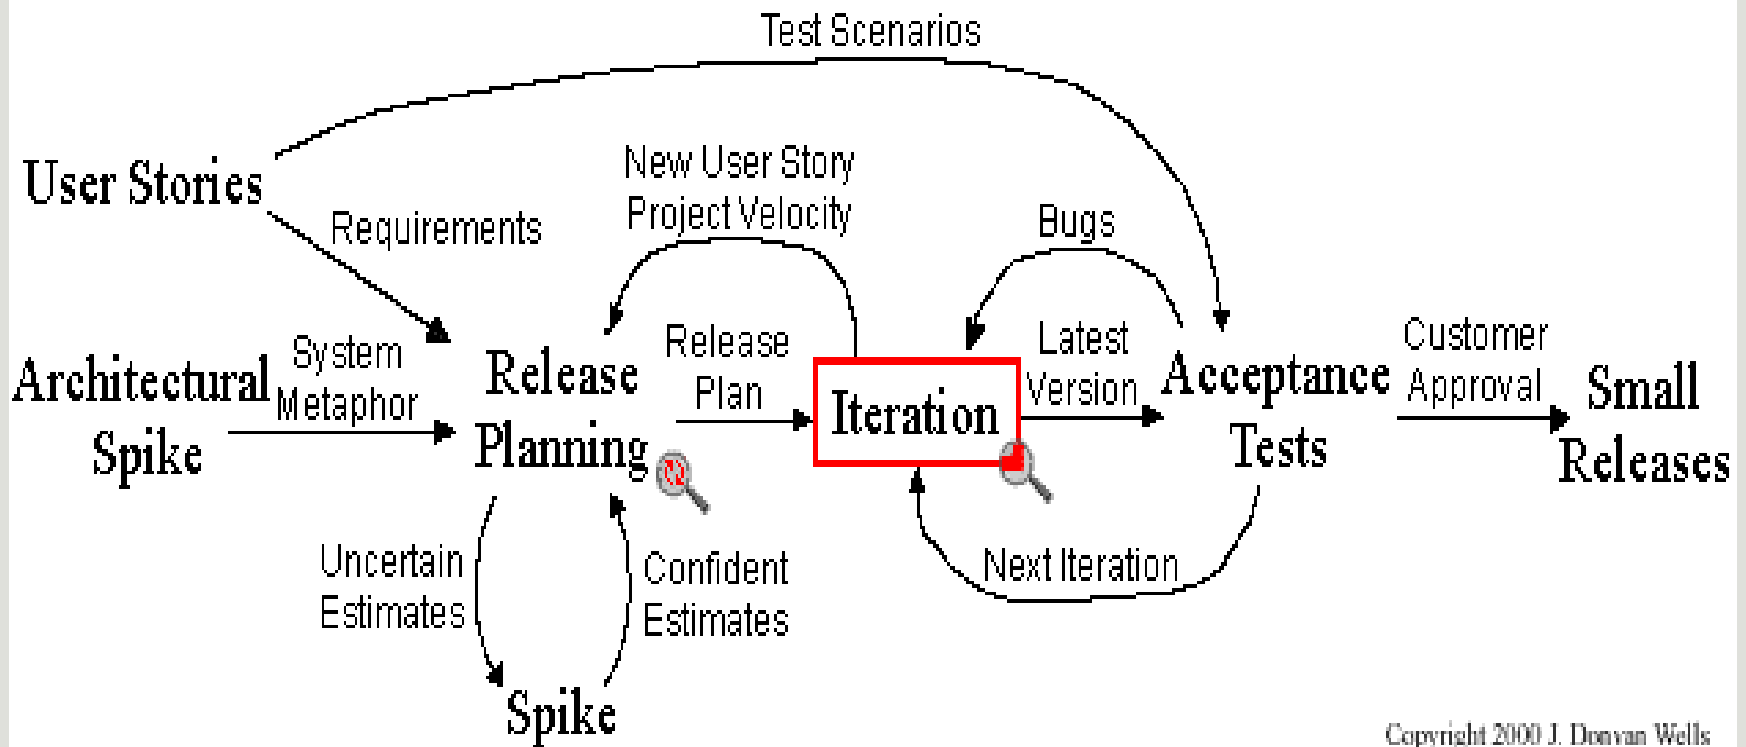 Test Scenarios
User Stories
New User Story
Project Velocity
Requirements
Bugs
Architectural
Spike
System
Metaphor
Release
Planning
Release
Plan
Iteration
Latest
Version
Acceptance
Tests
Customer
Approval
Small
Releases
Uncertain
Estimates
Confident
Estimates
Next Iteration
Spike
Copyright 2000 J. Donvan Wells